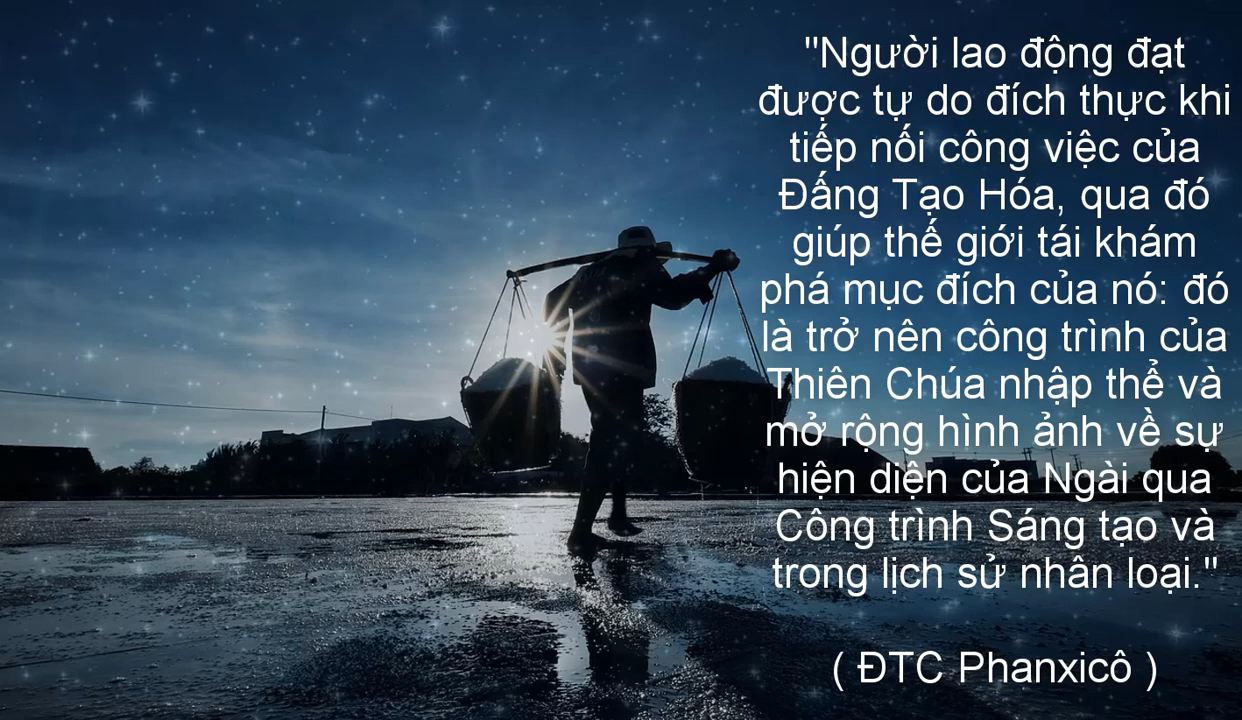 "Người lao động đạt
được tự do đích thực khi
tiếp nối công việc của
Đấng Tạo Hóa, qua đó
giúp thế giới tái khám
phá mục đích của nó: đó
là trở nên công trình của
Thiên Chúa nhập thể và
mở rộng hình ảnh về sự
hiện diện của Ngài qua
Công trình Sáng tạo và
trong lịch sử nhân loại."
( ĐTC Phanxicô )